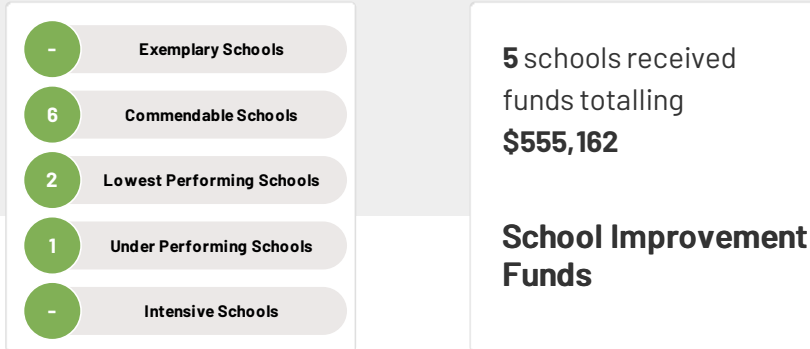 - Exemplary Schools
6 Commendable Schools
2 Lowest Performing Schools
1 Under Performing Schools
- Intensive Schools
5 schools received
funds totalling
$555,162
School Improvement
Funds